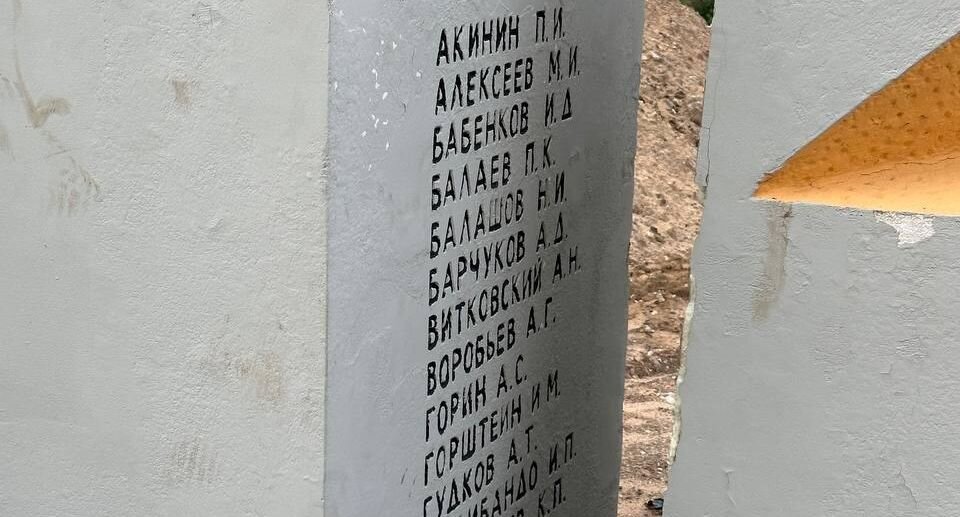 АКИНИН П.И.
АЛЕКСЕЕВ М.И.
БАБЕНКОВ И.Д
БАЛАЕВ П.К.
БАЛАШОВ Н.И.
БАРЧУКОВ А.Д.
ВИТКОВСКИЙ А.Н.
ВОРОБЬЕВ А.Г.
ГОРИН А.С.
ГОРШТЕЙН И М.
ГУДКОВ А.Т.
И.П.
К.П.